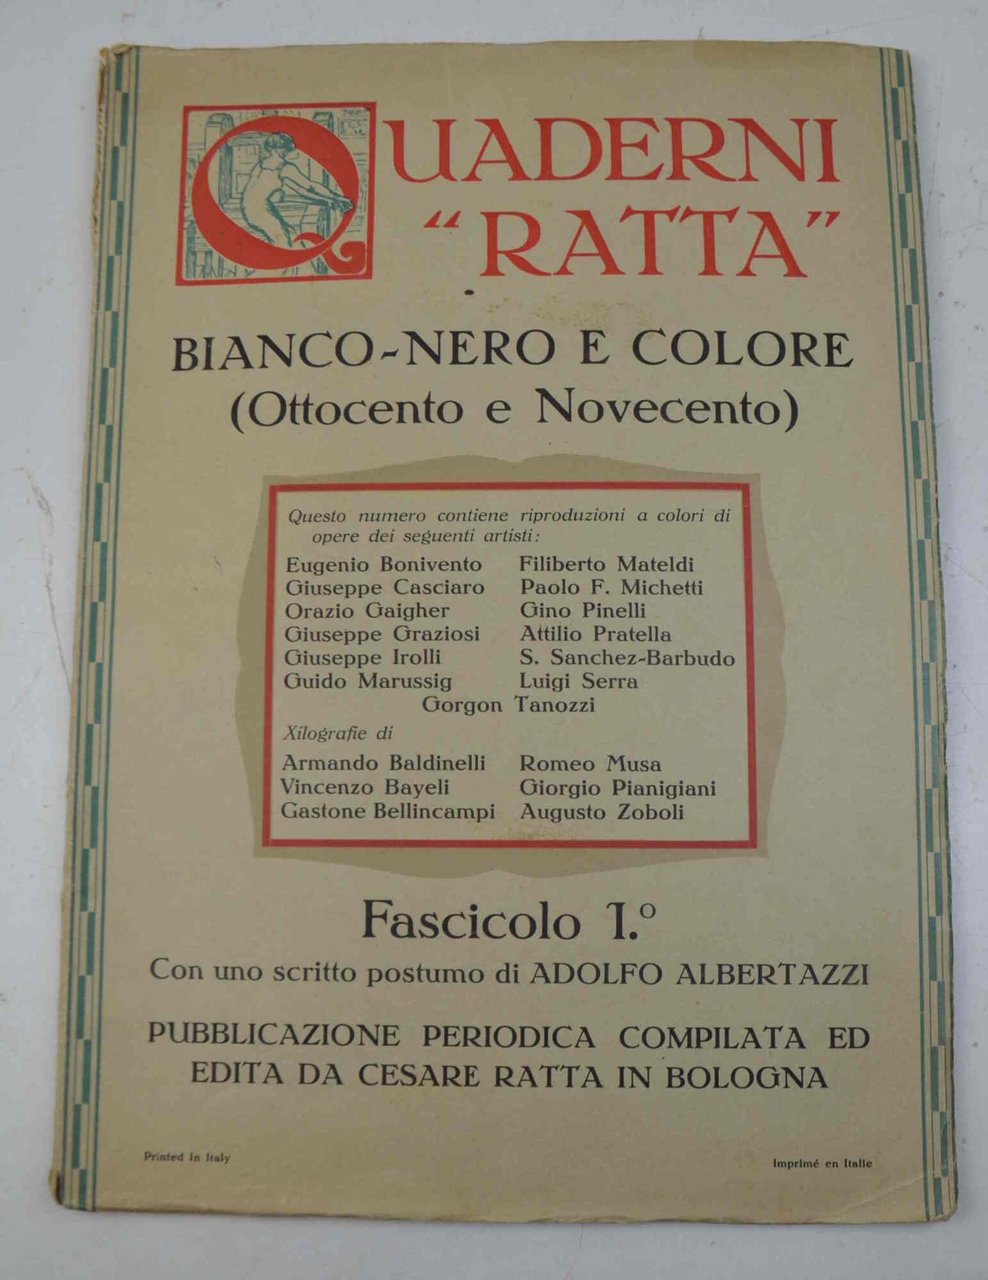 QUADERNI
“RATTA”
BIANCO-NERO E COLORE
(Ottocento e Novecento)
Questo numero contiene riproduzioni a colori di
opere dei seguenti artisti:
Eugenio Bonivento Filiberto Mateldi
Giuseppe Casciaro Paolo F. Michetti
Orazio Gaigher Gino Pinelli
Giuseppe Graziosi Attilio Pratella
Giuseppe Irolli S. Sanchez-Barbudo
Guido Marussig Luigi Serra
Gorgon Tanozzi
Xilografie di
Armando Baldinelli Romeo Musa
Vincenzo Bayeli Giorgio Pianigiani
Gastone Bellincampi Augusto Zoboli
Fascicolo 1.º
Con uno scritto postumo di ADOLFO ALBERTAZZI
PUBBLICAZIONE PERIODICA COMPILATA ED
EDITA DA CESARE RATTA IN BOLOGNA
Printed in Italy Imprimé en Italie